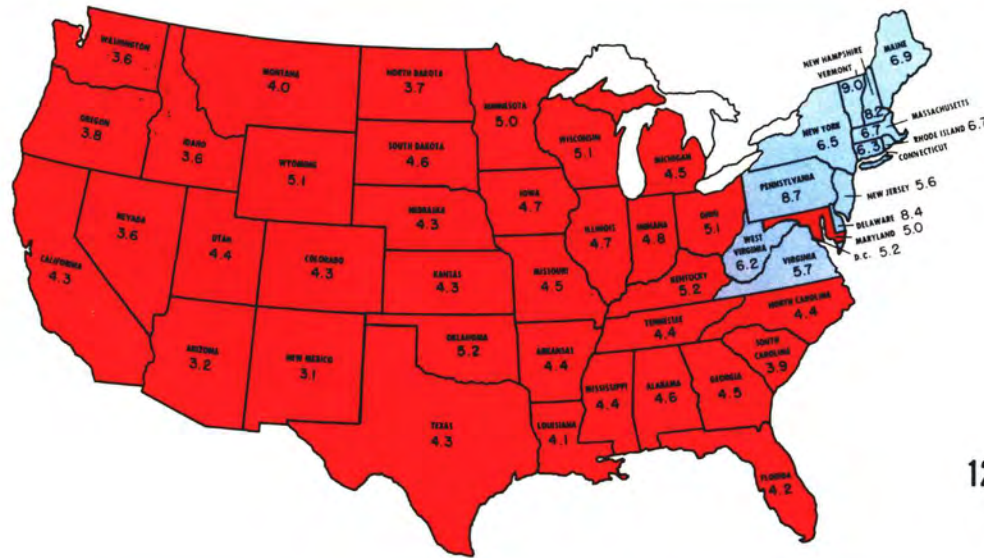 WASHINGTON
3.6
OREGON
3.8
CALIFORNIA
4.3
NEVADA
3.6
IDAHO
3.6
MONTANA
4.0
WYOMING
5.1
UTAH
4.4
COLORADO
4.3
ARIZONA
3.2
NEW MEXICO
3.1
NORTH DAKOTA
3.7
SOUTH DAKOTA
4.6
NEBRASKA
4.3
KANSAS
4.3
OKLAHOMA
5.2
TEXAS
4.3
MINNESOTA
5.0
IOWA
4.7
MISSOURI
4.5
ARKANSAS
4.4
LOUISIANA
4.1
WISCONSIN
5.1
ILLINOIS
4.7
MICHIGAN
4.5
INDIANA
4.8
OHIO
5.1
KENTUCKY
5.2
TENNESSEE
4.4
MISSISSIPPI
4.4
ALABAMA
4.6
GEORGIA
4.5
FLORIDA
4.2
SOUTH
CAROLINA
3.9
NORTH CAROLINA
4.4
VIRGINIA
5.7
WEST
VIRGINIA
6.2
PENNSYLVANIA
8.7
NEW YORK
6.5
NEW HAMPSHIRE
VERMONT
9.0
8.2
MAINE
6.9
MASSACHUSETTS
6.7
RHODE ISLAND 6.7
CONNECTICUT
6.3
NEW JERSEY 5.6
DELAWARE 8.4
MARYLAND 5.0
D.C. 5.2
12